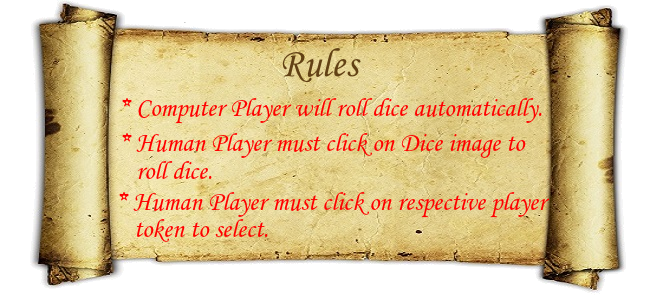 Rules
* Computer Player will roll dice automatically.
* Human Player must click on Dice image to
roll dice.
* Human Player must click on respective player
token to select.